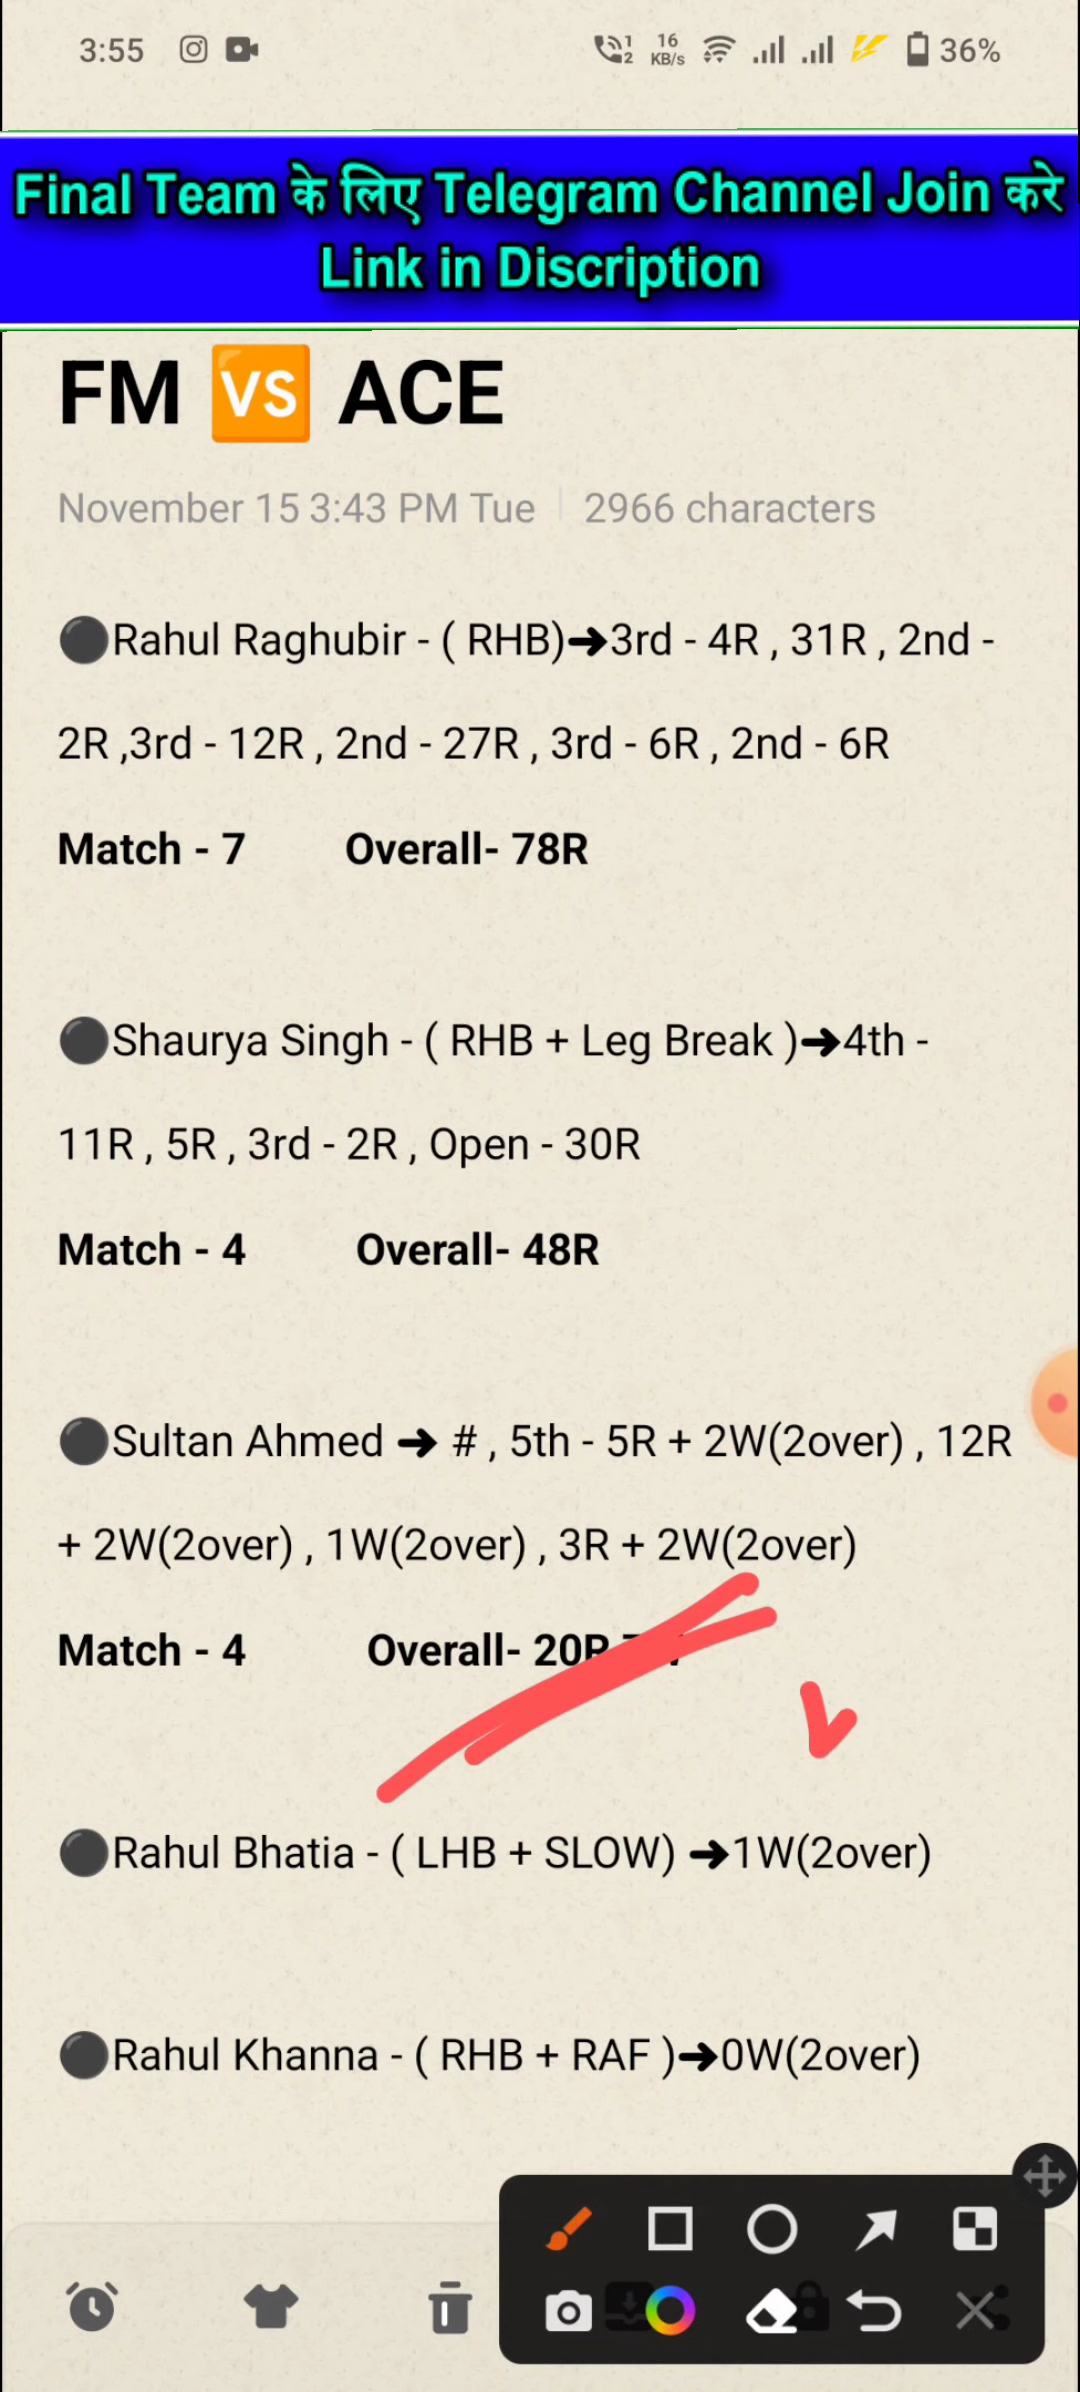 3:55 1 2 16 KB/s 36%
Final Team के लिए Telegram Channel Join करे
Link in Discription
FM VS ACE
November 15 3:43 PM Tue | 2966 characters
⚫Rahul Raghubir - ( RHB)➜3rd - 4R , 31R , 2nd -
2R ,3rd - 12R , 2nd - 27R , 3rd - 6R , 2nd - 6R
Match - 7 Overall- 78R
⚫Shaurya Singh - ( RHB + Leg Break )➜4th -
11R , 5R , 3rd - 2R , Open - 30R
Match - 4 Overall- 48R
⚫Sultan Ahmed ➜ # , 5th - 5R + 2W(2over) , 12R
+ 2W(2over) , 1W(2over) , 3R + 2W(2over)
Match - 4 Overall- 20R
⚫Rahul Bhatia - ( LHB + SLOW) ➜1W(2over)
⚫Rahul Khanna - ( RHB + RAF )➜0W(2over)